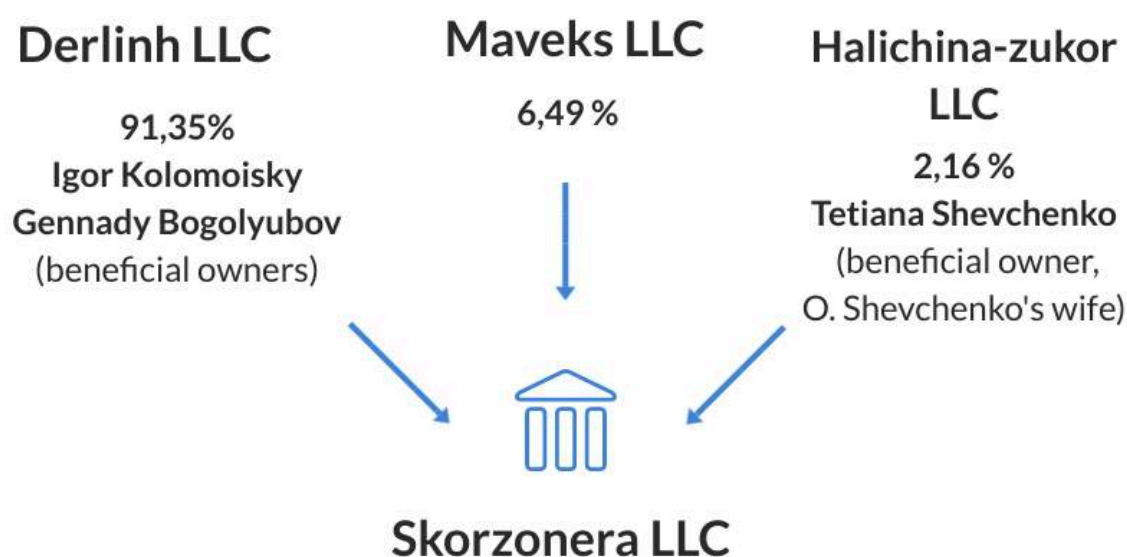 Derlinh LLC
91,35%
Igor Kolomoisky
Gennady Bogolyubov
(beneficial owners)
Maveks LLC
6,49 %
Halichina-zukor
LLC
2,16 %
Tetiana Shevchenko
(beneficial owner,
O. Shevchenko's wife)
Skorzonera LLC